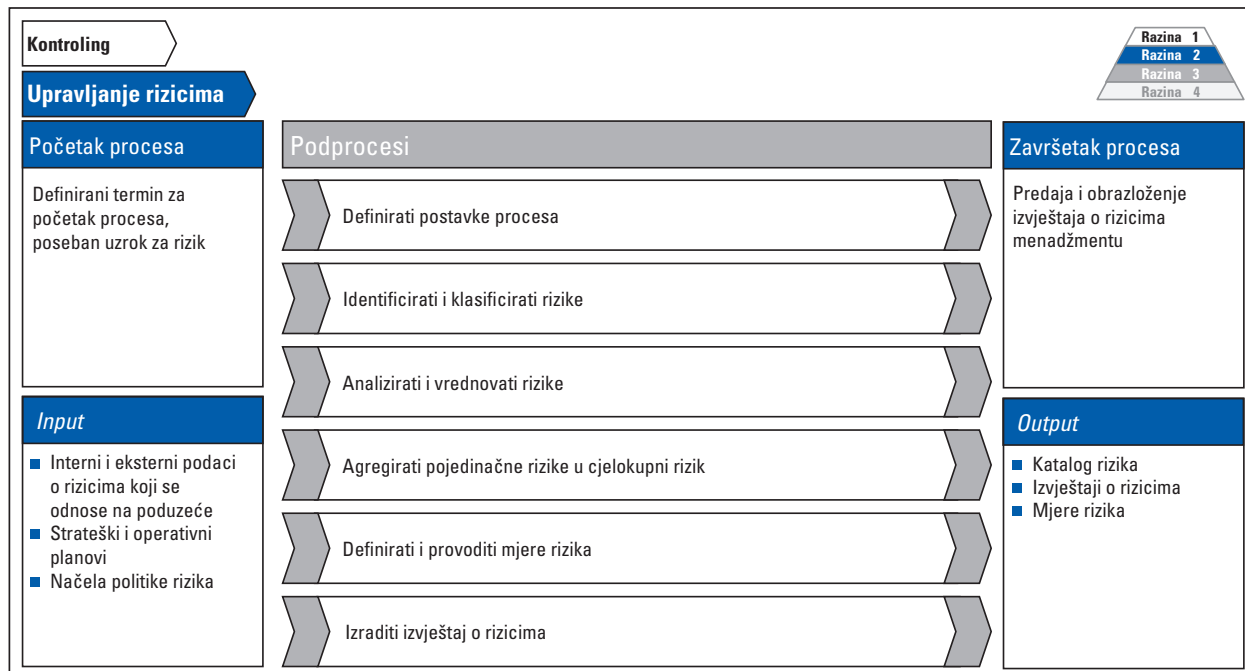 Kontroling
Upravljanje rizicima
Razina 1
Razina 2
Razina 3
Razina 4
Početak procesa
Definirani termin za
početak procesa,
poseban uzrok za rizik
Input
Interni i eksterni podaci
o rizicima koji se
odnose na poduzeće
Strateški i operativni
planovi
Načela politike rizika
Podprocesi
Definirati postavke procesa
Identificirati i klasificirati rizike
Analizirati i vrednovati rizike
Agregirati pojedinačne rizike u cjelokupni rizik
Definirati i provoditi mjere rizika
Izraditi izvještaj o rizicima
Završetak procesa
Predaja i obrazloženje
izvještaja o rizicima
menadžmentu
Output
Katalog rizika
Izvještaji o rizicima
Mjere rizika